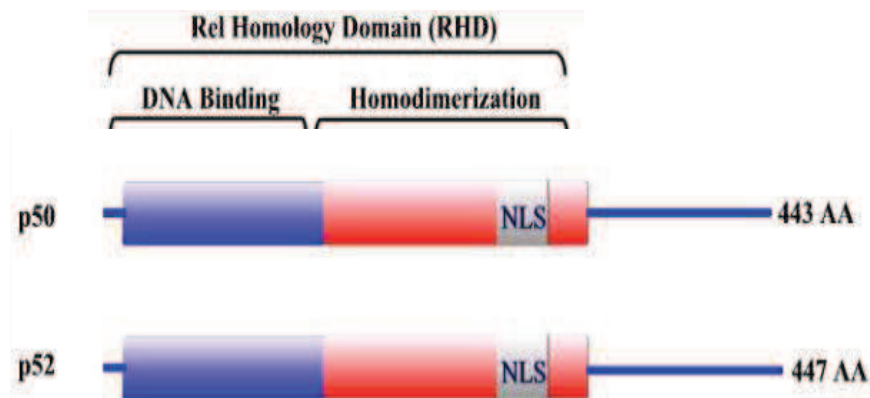 Rel Homology Domain (RHD)
DNA Binding Homodimerization
p50 NLS 443 AA
p52 NLS 447 AA